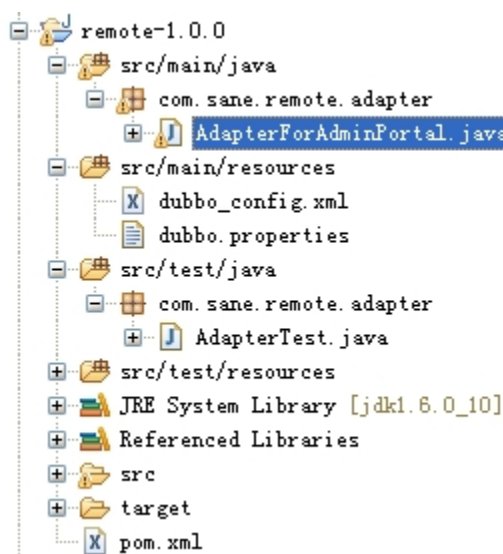 remote-1.0.0
src/main/java
com.sane.remote.adapter
AdapterForAdminPortal.java
src/main/resources
dubbo_config.xml
dubbo.properties
src/test/java
com.sane.remote.adapter
AdapterTest.java
src/test/resources
JRE System Library [jdk1.6.0_10]
Referenced Libraries
src
target
pom.xml